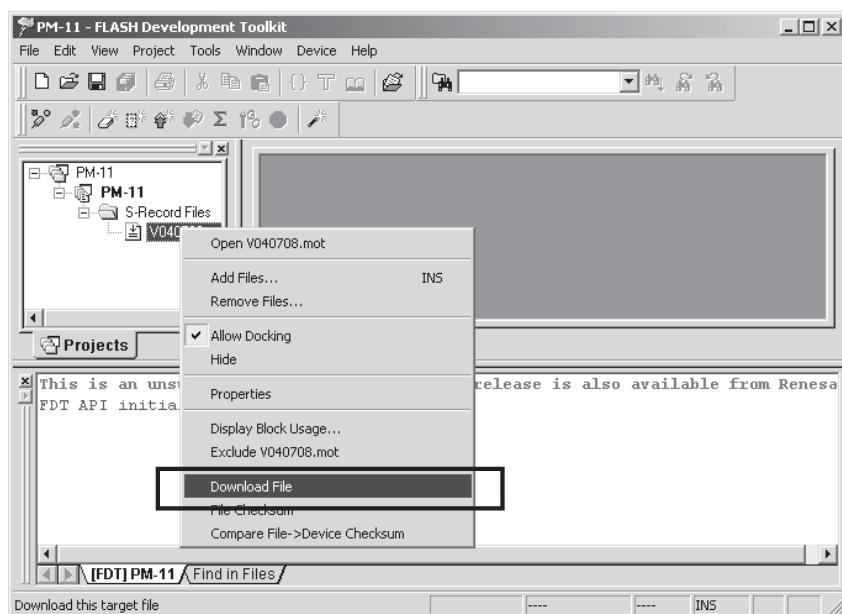 PM-11 - FLASH Development Toolkit
File Edit View Project Tools Window Device Help
PM-11
PM-11
S-Record Files
V040
Open V040708.mot
Add Files... INS
Remove Files...
Allow Docking
Hide
Properties
Display Block Usage...
Exclude V040708.mot
Download File
File Checksum
Compare File->Device Checksum
Projects
This is an uns release is also available from Renesa
FDT API initia
[FDT] PM-11 Find in Files
Download this target file ---- ---- INS